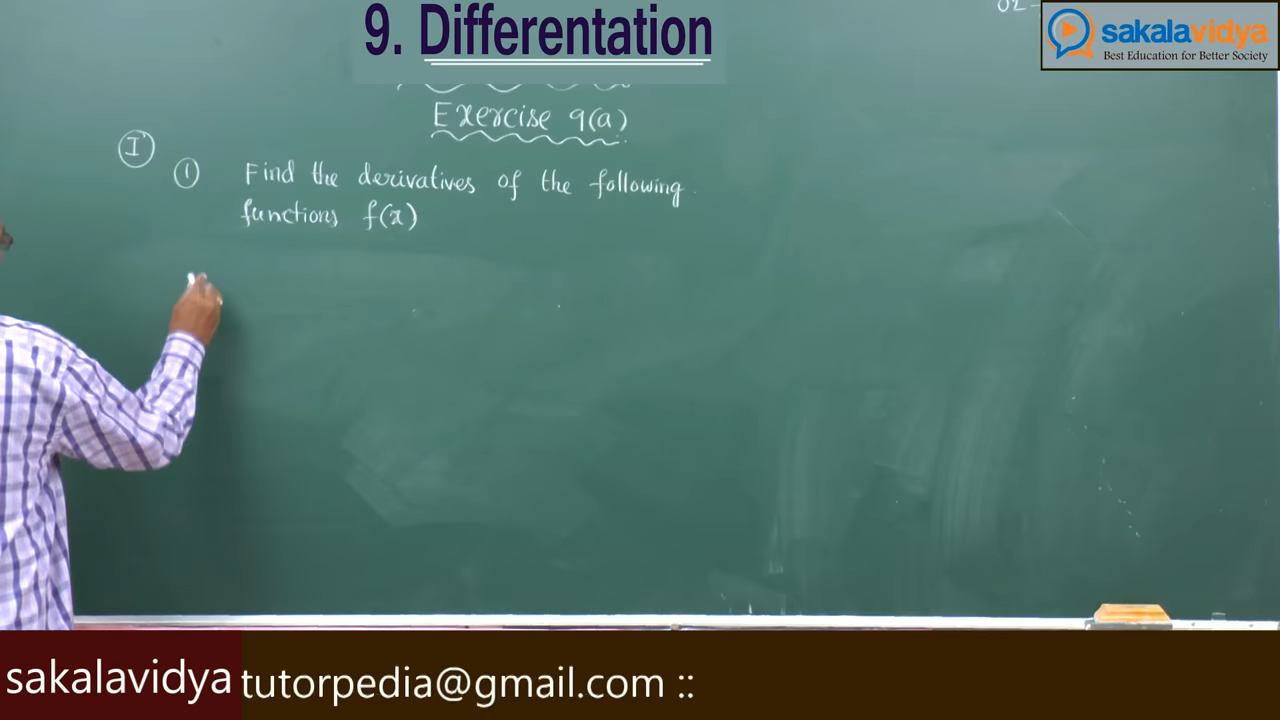 9. Differentation
02-
sakalavidya
Best Education for Better Society
Exercise 9(a)
I
1 Find the derivatives of the following
functions f(x)
sakalavidya tutorpedia@gmail.com ::